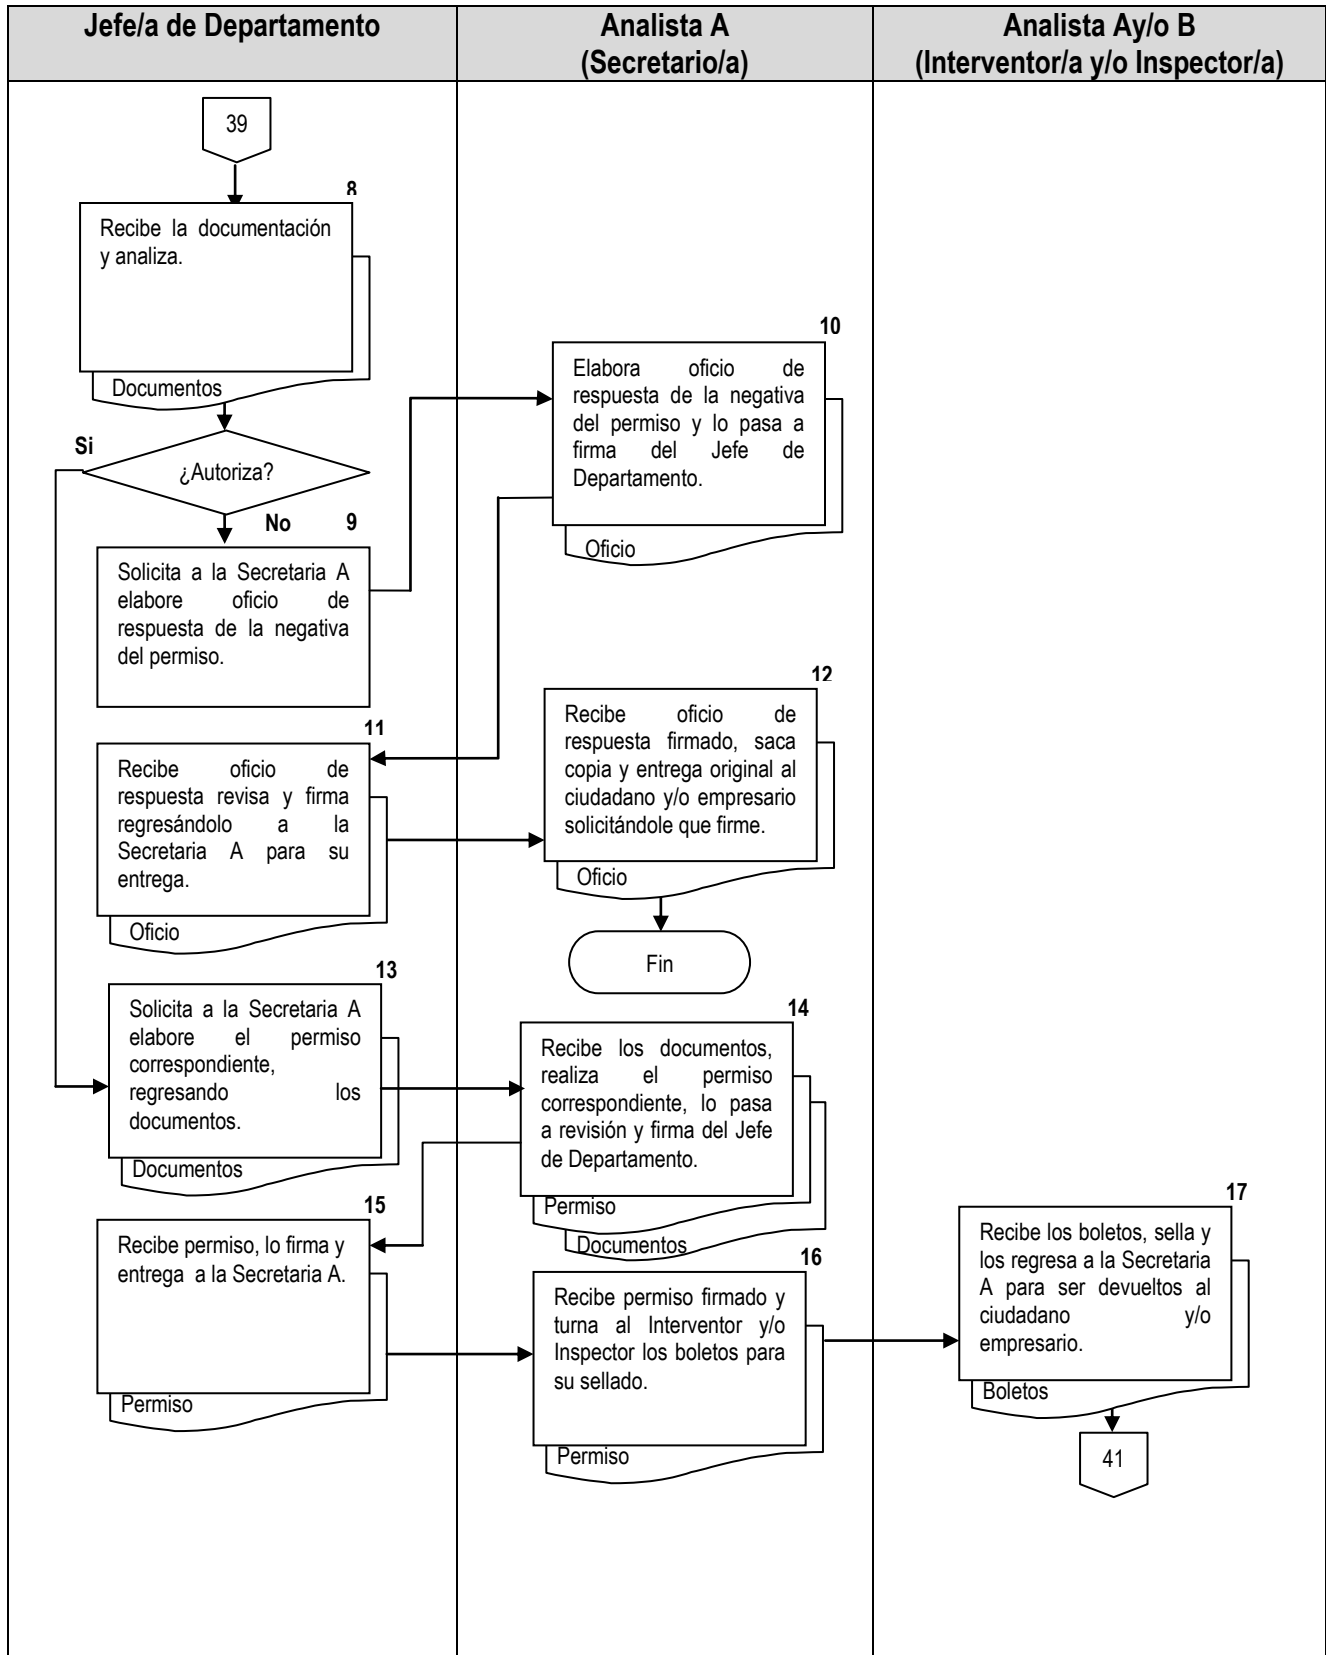 Jefe/a de Departamento
Analista A
(Secretario/a)
Analista Ay/o B
(Interventor/a y/o Inspector/a)
39
8
Recibe la documentación
y analiza.
Documentos
Si
¿Autoriza?
No
9
Solicita a la Secretaria A
elabore oficio de
respuesta de la negativa
del permiso.
10
Elabora oficio de
respuesta de la negativa
del permiso y lo pasa a
firma del Jefe de
Departamento.
Oficio
11
Recibe oficio de
respuesta revisa y firma
regresándolo a la
Secretaria A para su
entrega.
Oficio
12
Recibe oficio de
respuesta firmado, saca
copia y entrega original al
ciudadano y/o empresario
solicitándole que firme.
Oficio
Fin
13
Solicita a la Secretaria A
elabore el permiso
correspondiente,
regresando los
documentos.
Documentos
14
Recibe los documentos,
realiza el permiso
correspondiente, lo pasa
a revisión y firma del Jefe
de Departamento.
Permiso
Documentos
15
Recibe permiso, lo firma y
entrega a la Secretaria A.
Permiso
16
Recibe permiso firmado y
turna al Interventor y/o
Inspector los boletos para
su sellado.
Permiso
17
Recibe los boletos, sella y
los regresa a la Secretaria
A para ser devueltos al
ciudadano y/o
empresario.
Boletos
41